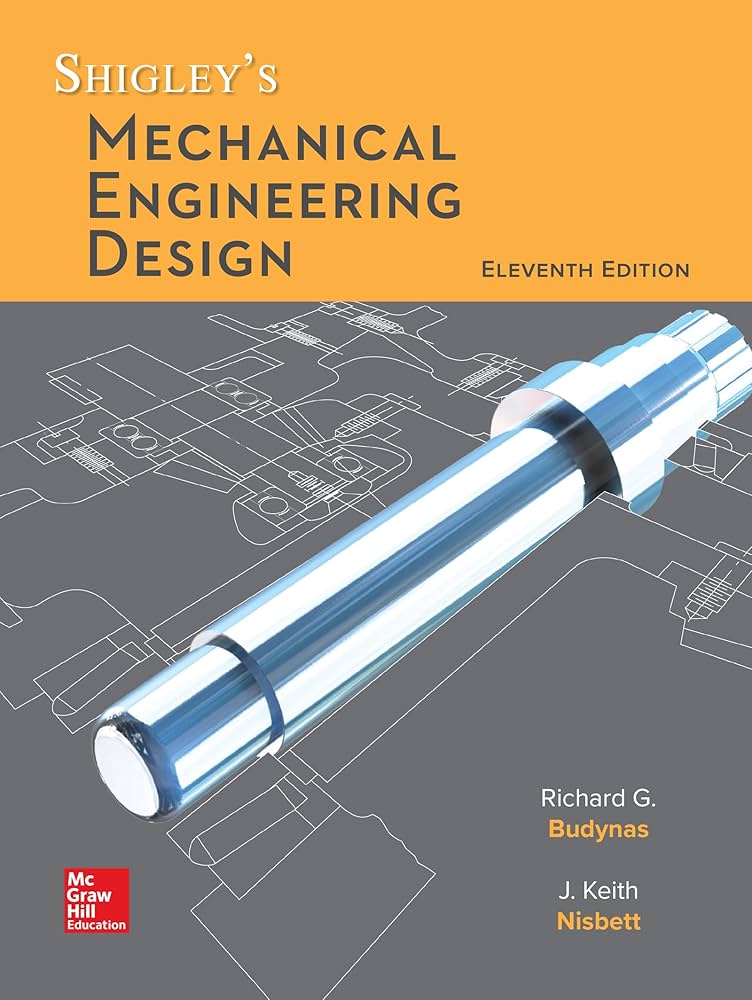 SHIGLEY'S
MECHANICAL
ENGINEERING
DESIGN
ELEVENTH EDITION
Richard G.
Budynas
J. Keith
Nisbett
Mc
Graw
Hill
Education